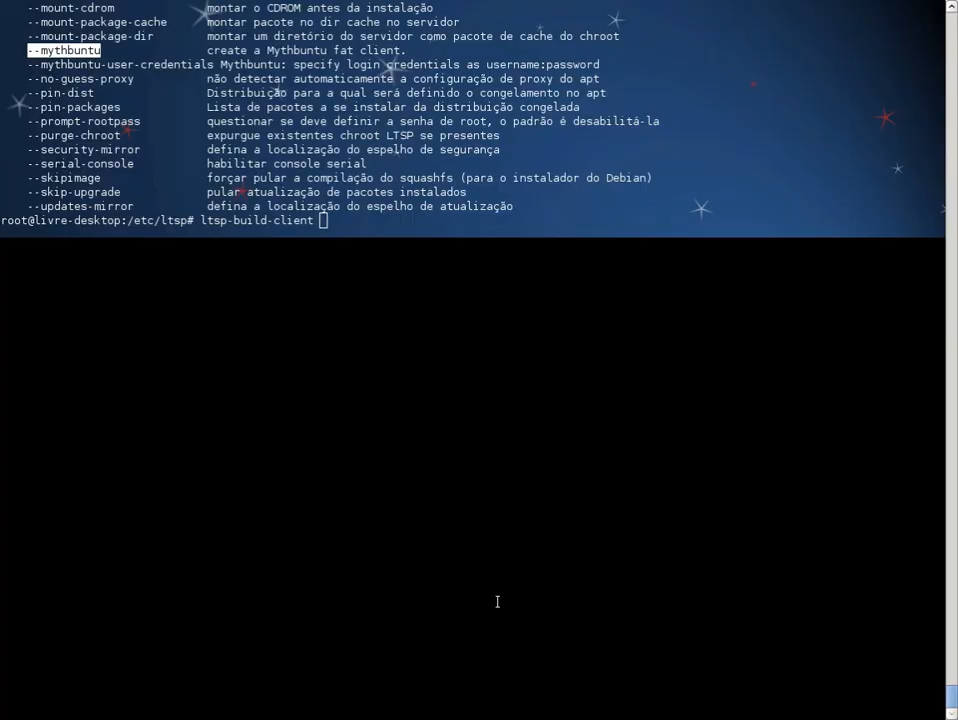 --mount-cdrom montar o CDROM antes da instalação
--mount-package-cache montar pacote no dir cache no servidor
--mount-package-dir montar um diretório do servidor como pacote de cache do chroot
--mythbuntu create a Mythbuntu fat client.
--mythbuntu-user-credentials Mythbuntu: specify login credentials as username:password
--no-guess-proxy não detectar automaticamente a configuração de proxy do apt
--pin-dist Distribuição para a qual será definido o congelamento no apt
--pin-packages Lista de pacotes a se instalar da distribuição congelada
--prompt-rootpass questionar se deve definir a senha de root, o padrão é desabilitá-la
--purge-chroot expurgue existentes chroot LTSP se presentes
--security-mirror defina a localização do espelho de segurança
--serial-console habilitar console serial
--skipimage forçar pular a compilação do squashfs (para o instalador do Debian)
--skip-upgrade pular atualização de pacotes instalados
--updates-mirror defina a localização do espelho de atualização
root@livre-desktop:/etc/ltsp# ltsp-build-client